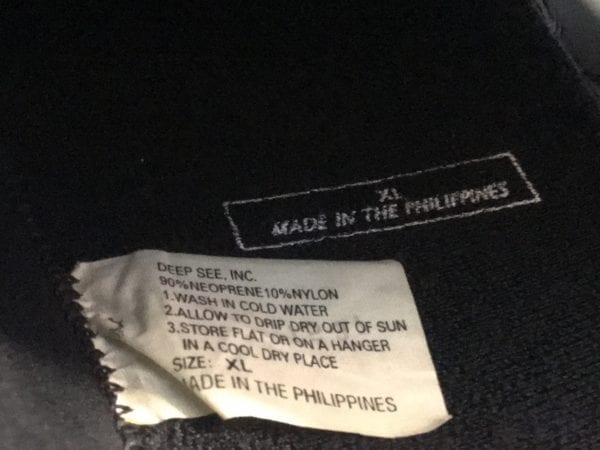 XL
MADE IN THE PHILIPPINES
DEEP SEE, INC.
90%NEOPRENE10%NYLON
1.WASH IN COLD WATER
2.ALLOW TO DRIP DRY OUT OF SUN
3.STORE FLAT OR ON A HANGER
IN A COOL DRY PLACE
SIZE: XL
MADE IN THE PHILIPPINES